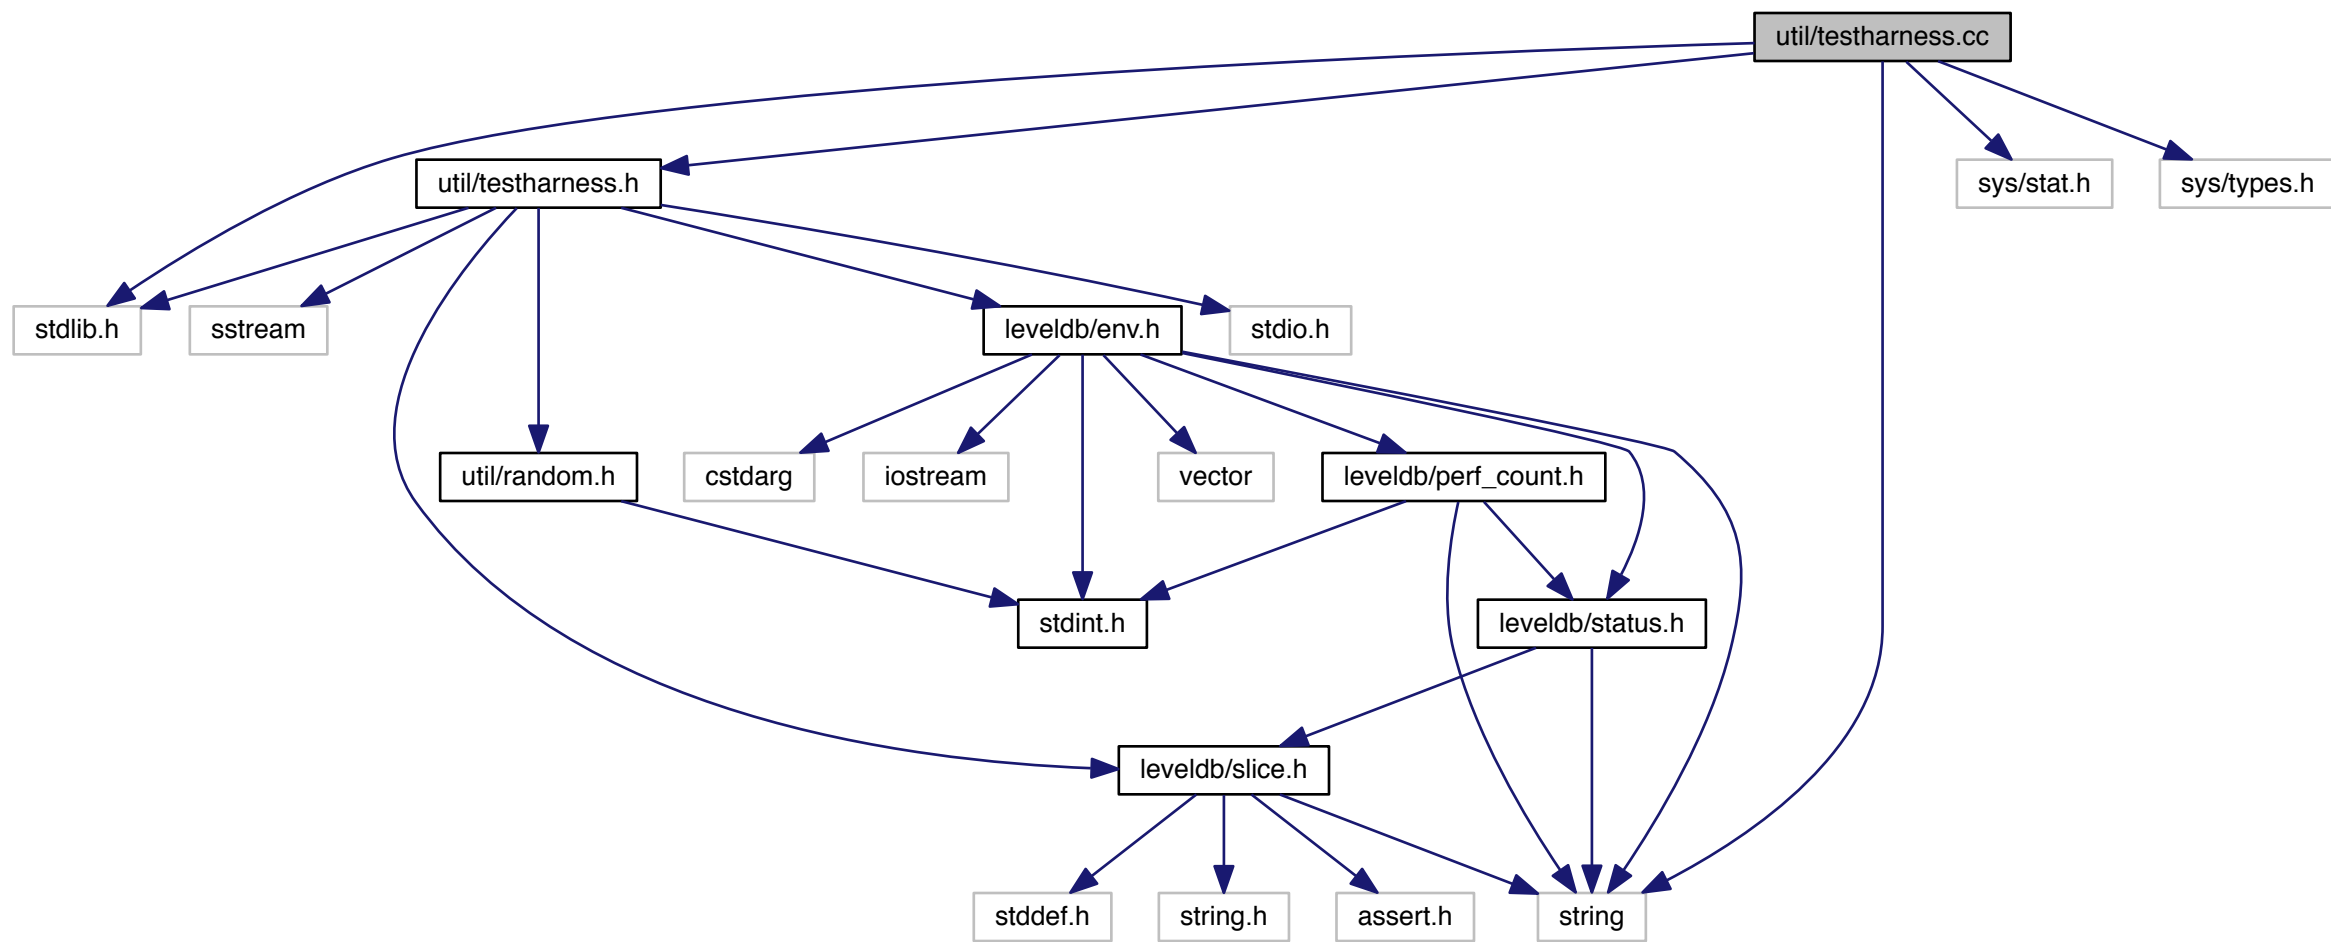 util/testharness.cc
util/testharness.h
sys/stat.h
sys/types.h
stdlib.h
sstream
leveldb/env.h
stdio.h
util/random.h
cstdarg
iostream
vector
leveldb/perf_count.h
stdint.h
leveldb/status.h
leveldb/slice.h
stddef.h
string.h
assert.h
string